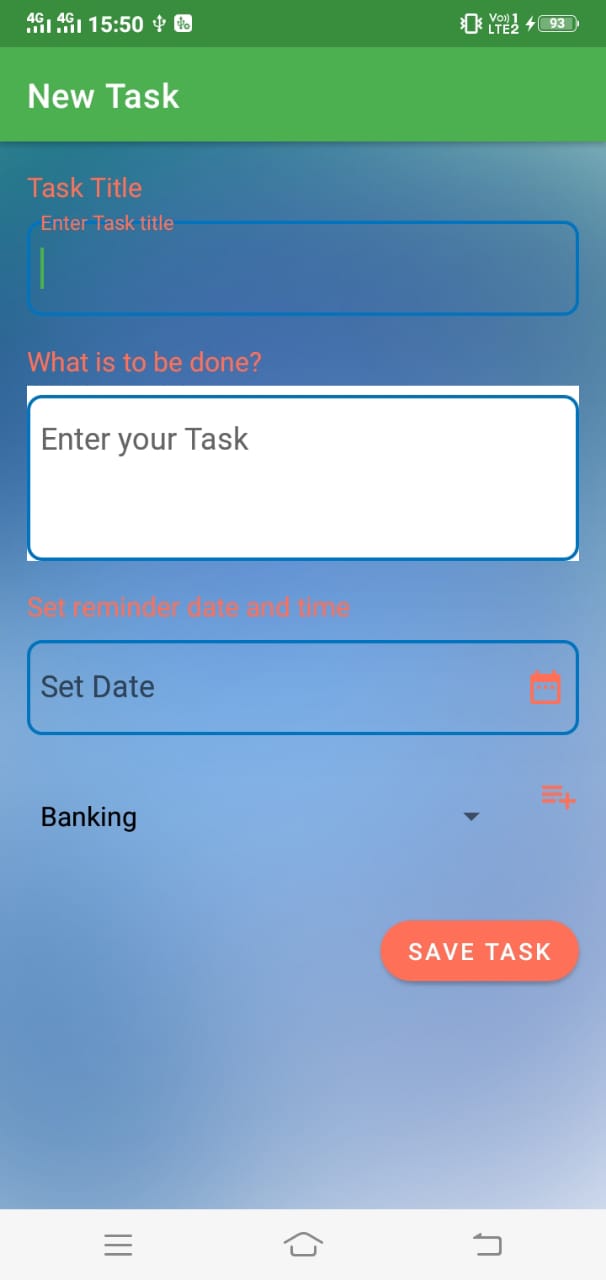 4G 4G 15:50 Vo)) 1 LTE2 93
New Task
Task Title
Enter Task title
What is to be done?
Enter your Task
Set reminder date and time
Set Date
Banking
SAVE TASK